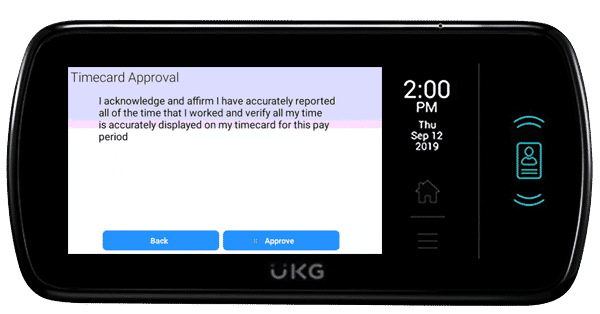 Timecard Approval
I acknowledge and affirm I have accurately reported
all of the time that I worked and verify all my time
is accurately displayed on my timecard for this pay
period
Back
Approve
2:00
PM
Thu
Sep 12
2019
UKG